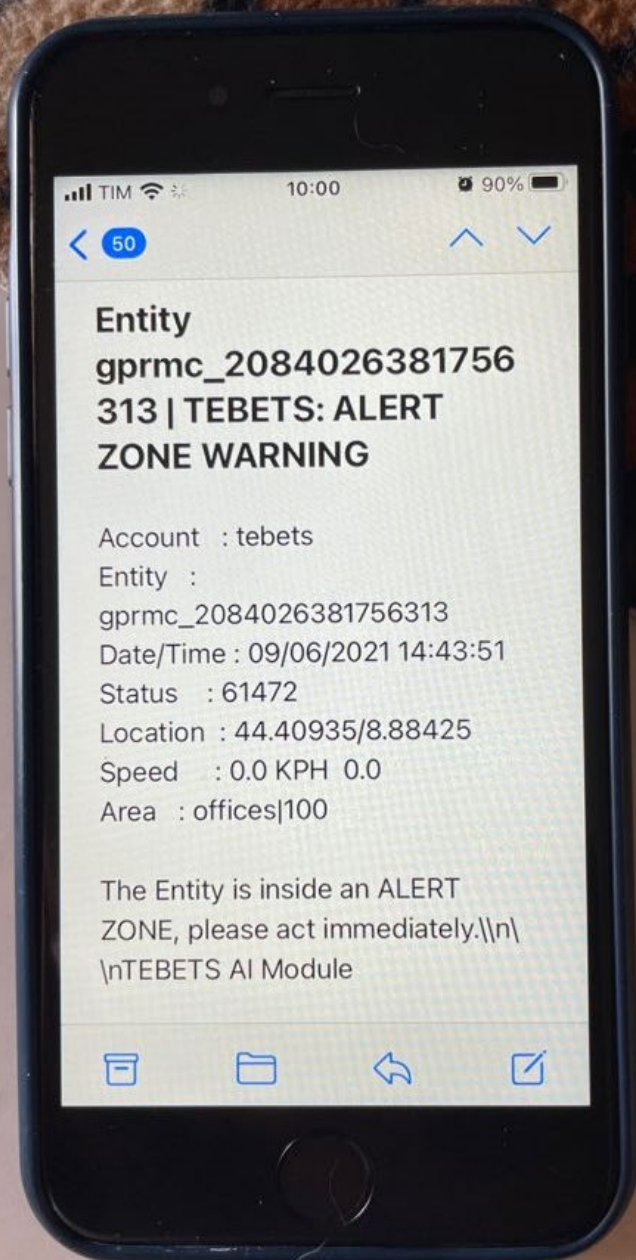 TIM 10:00 90%
50
Entity
gprmc_2084026381756
313 | TEBETS: ALERT
ZONE WARNING
Account : tebets
Entity :
gprmc_2084026381756313
Date/Time : 09/06/2021 14:43:51
Status : 61472
Location : 44.40935/8.88425
Speed : 0.0 KPH 0.0
Area : offices|100
The Entity is inside an ALERT
ZONE, please act immediately.\\n\
\nTEBETS AI Module